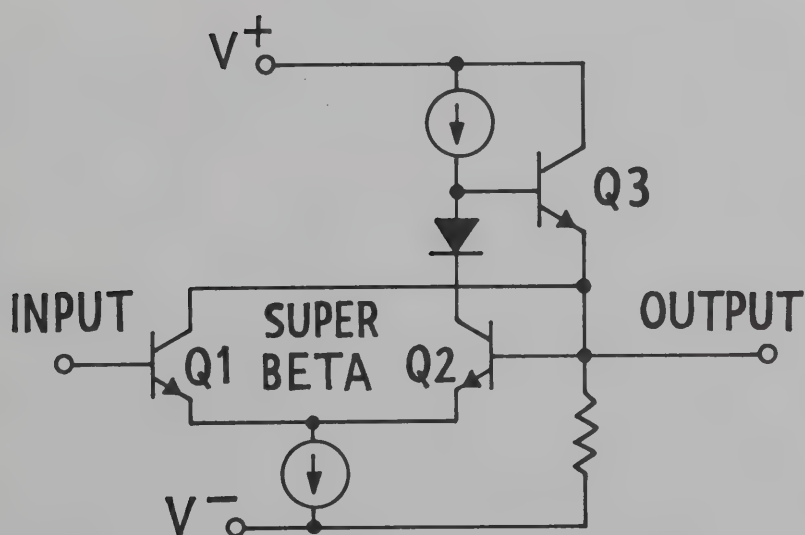 V+
Q3
INPUT
Q1
SUPER
BETA
Q2
OUTPUT
V-